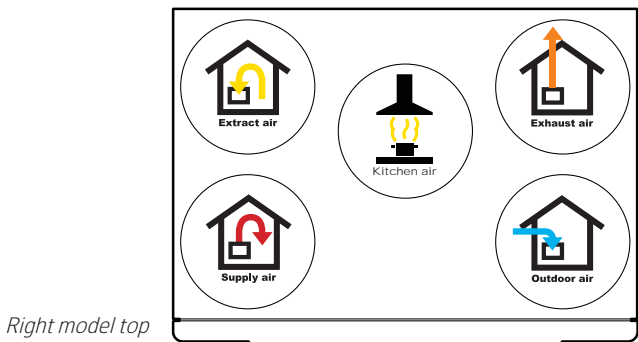 Extract air
Exhaust air
Kitchen air
Supply air
Outdoor air
Right model top